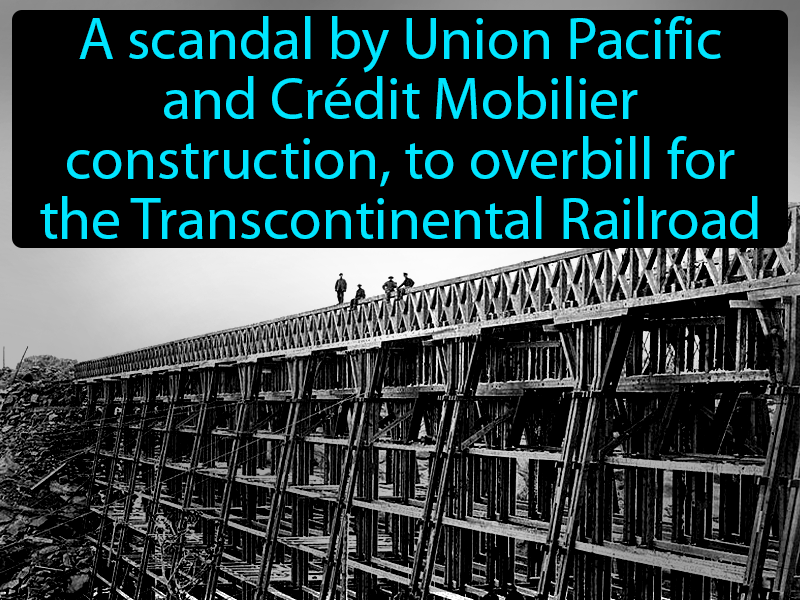 A scandal by Union Pacific
and Crédit Mobilier
construction, to overbill for
the Transcontinental Railroad